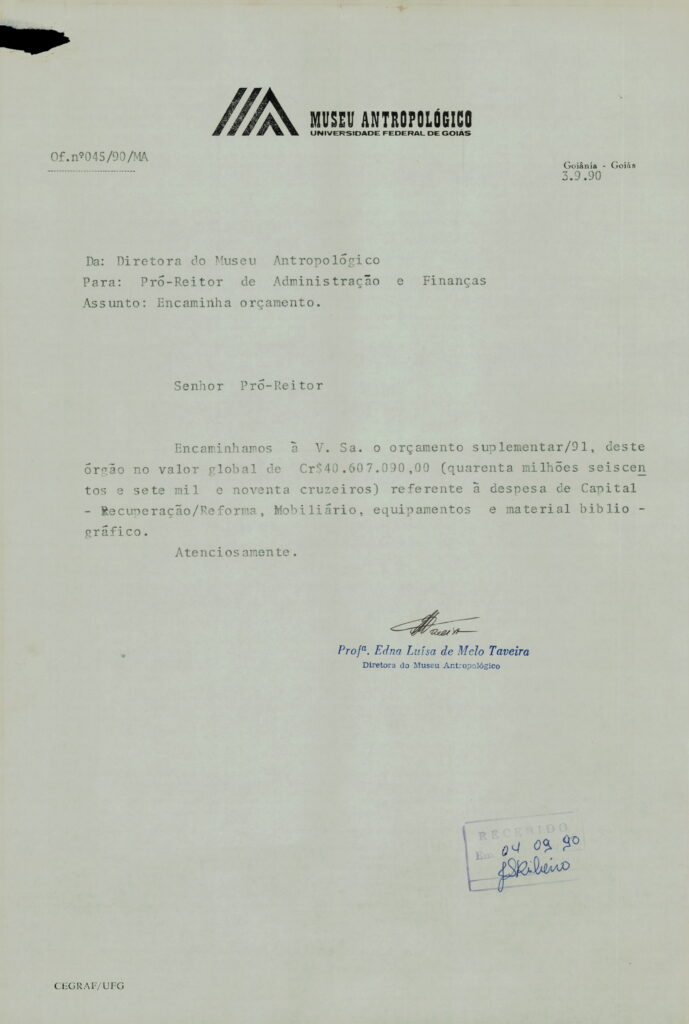 MUSEU ANTROPOLÓGICO
UNIVERSIDADE FEDERAL DE GOIÁS
Of.nº045/90/MA
Goiânia - Goiás
3.9.90
Da: Diretora do Museu Antropológico
Para: Pró-Reitor de Administração e Finanças
Assunto: Encaminha orçamento.
Senhor Pró-Reitor
Encaminhamos à V. Sa. o orçamento suplementar/91, deste
órgão no valor global de Cr$40.607.090,00 (quarenta milhões seiscen
tos e sete mil e noventa cruzeiros) referente à despesa de Capital
- Recuperação/Reforma, Mobiliário, equipamentos e material biblio -
gráfico.
Atenciosamente.
Taveira
Profª. Edna Luísa de Melo Taveira
Diretora do Museu Antropológico
RECEBIDO
Em 04 09 90
JSRibeiro
CEGRAF/UFG